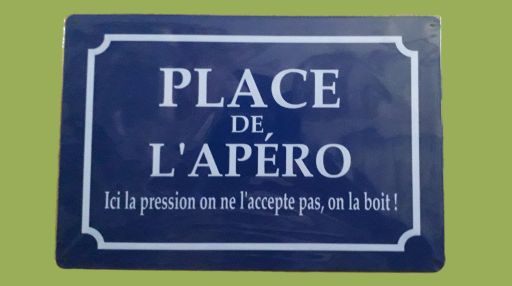 PLACE
DE
L'APÉRO
Ici la pression on ne l'accepte pas, on la boit !